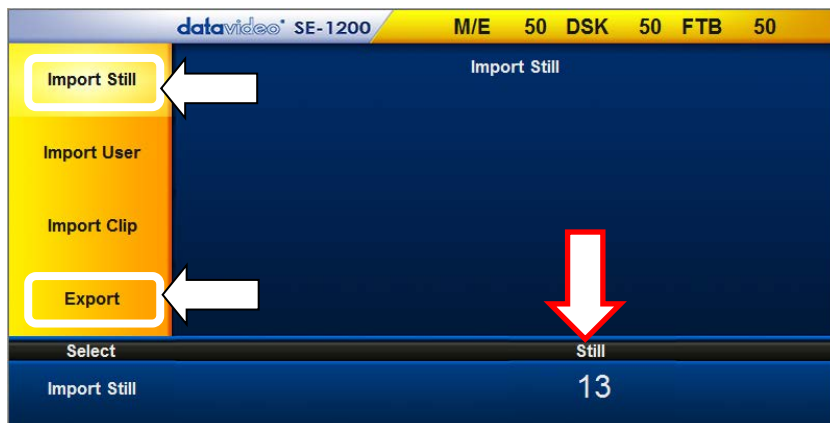 datavideo SE-1200 M/E 50 DSK 50 FTB 50
Import Still
Import Still
Import User
Import Clip
Export
Select Still
Import Still 13